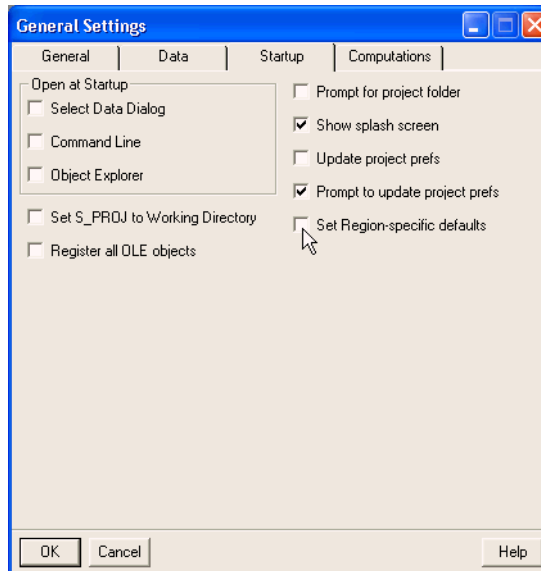 General Settings
General
Data
Startup
Computations
Open at Startup
Select Data Dialog
Command Line
Object Explorer
Set S_PROJ to Working Directory
Register all OLE objects
Prompt for project folder
Show splash screen
Update project prefs
Prompt to update project prefs
Set Region-specific defaults
OK
Cancel
Help